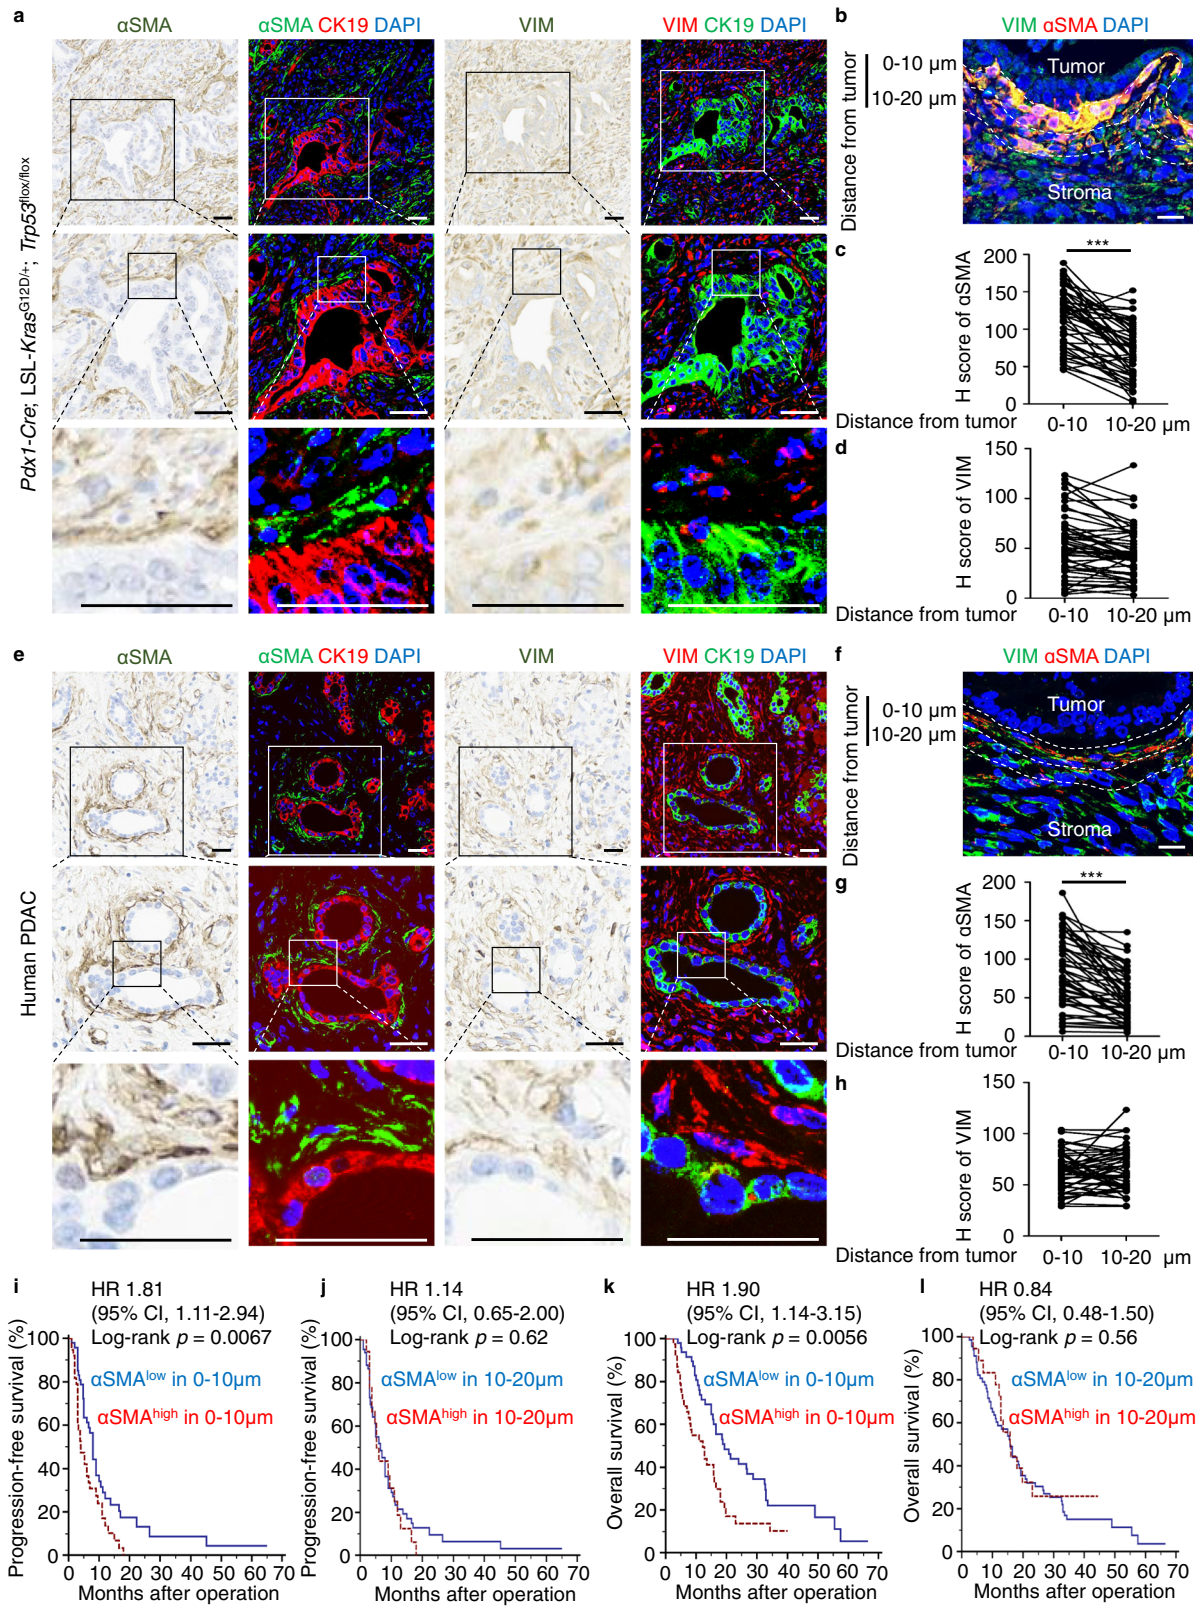 a
αSMA
αSMA CK19 DAPI
VIM
VIM CK19 DAPI
Pdx1-Cre; LSL-KrasG12D/+; Trp53flox/flox
b
VIM αSMA DAPI
Distance from tumor
0-10 µm
10-20 µm
Tumor
Stroma
c
***
H score of αSMA
200
150
100
50
0
Distance from tumor
0-10 10-20 µm
d
H score of VIM
150
100
50
0
Distance from tumor
0-10 10-20 µm
e
αSMA
αSMA CK19 DAPI
VIM
VIM CK19 DAPI
Human PDAC
f
VIM αSMA DAPI
Distance from tumor
0-10 µm
10-20 µm
Tumor
Stroma
g
***
H score of αSMA
200
150
100
50
0
Distance from tumor
0-10 10-20 µm
h
H score of VIM
150
100
50
0
Distance from tumor
0-10 10-20 µm
i
HR 1.81
(95% CI, 1.11-2.94)
Log-rank p = 0.0067
αSMAlow in 0-10µm
αSMAhigh in 0-10µm
Progression-free survival (%)
100
80
60
40
20
0
0 10 20 30 40 50 60 70
Months after operation
j
HR 1.14
(95% CI, 0.65-2.00)
Log-rank p = 0.62
αSMAlow in 10-20µm
αSMAhigh in 10-20µm
Progression-free survival (%)
100
80
60
40
20
0
0 10 20 30 40 50 60 70
Months after operation
k
HR 1.90
(95% CI, 1.14-3.15)
Log-rank p = 0.0056
αSMAlow in 0-10µm
αSMAhigh in 0-10µm
Overall survival (%)
100
80
60
40
20
0
0 10 20 30 40 50 60 70
Months after operation
l
HR 0.84
(95% CI, 0.48-1.50)
Log-rank p = 0.56
αSMAlow in 10-20µm
αSMAhigh in 10-20µm
Overall survival (%)
100
80
60
40
20
0
0 10 20 30 40 50 60 70
Months after operation